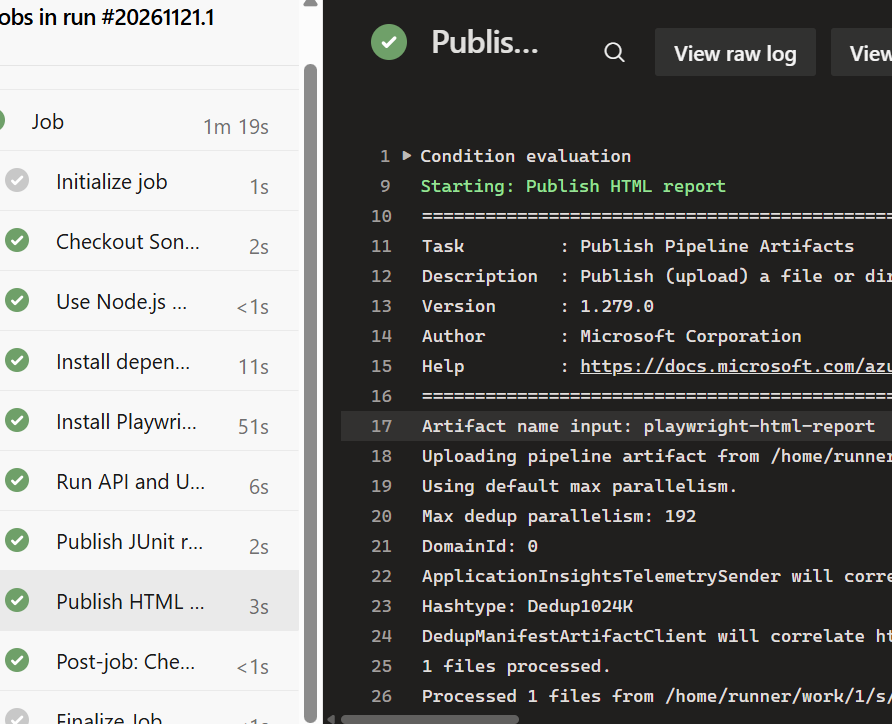 obs in run #20261121.1
Job 1m 19s
Initialize job 1s
Checkout Son... 2s
Use Node.js ... <1s
Install depen... 11s
Install Playwri... 51s
Run API and U... 6s
Publish JUnit r... 2s
Publish HTML ... 3s
Post-job: Che... <1s
Finalize Job <1s
Publis...
View raw log
View
1 Condition evaluation
9 Starting: Publish HTML report
10 ==============================================
11 Task : Publish Pipeline Artifacts
12 Description : Publish (upload) a file or dir
13 Version : 1.279.0
14 Author : Microsoft Corporation
15 Help : https://docs.microsoft.com/azu
16 ==============================================
17 Artifact name input: playwright-html-report
18 Uploading pipeline artifact from /home/runner
19 Using default max parallelism.
20 Max dedup parallelism: 192
21 DomainId: 0
22 ApplicationInsightsTelemetrySender will corre
23 Hashtype: Dedup1024K
24 DedupManifestArtifactClient will correlate ht
25 1 files processed.
26 Processed 1 files from /home/runner/work/1/s/